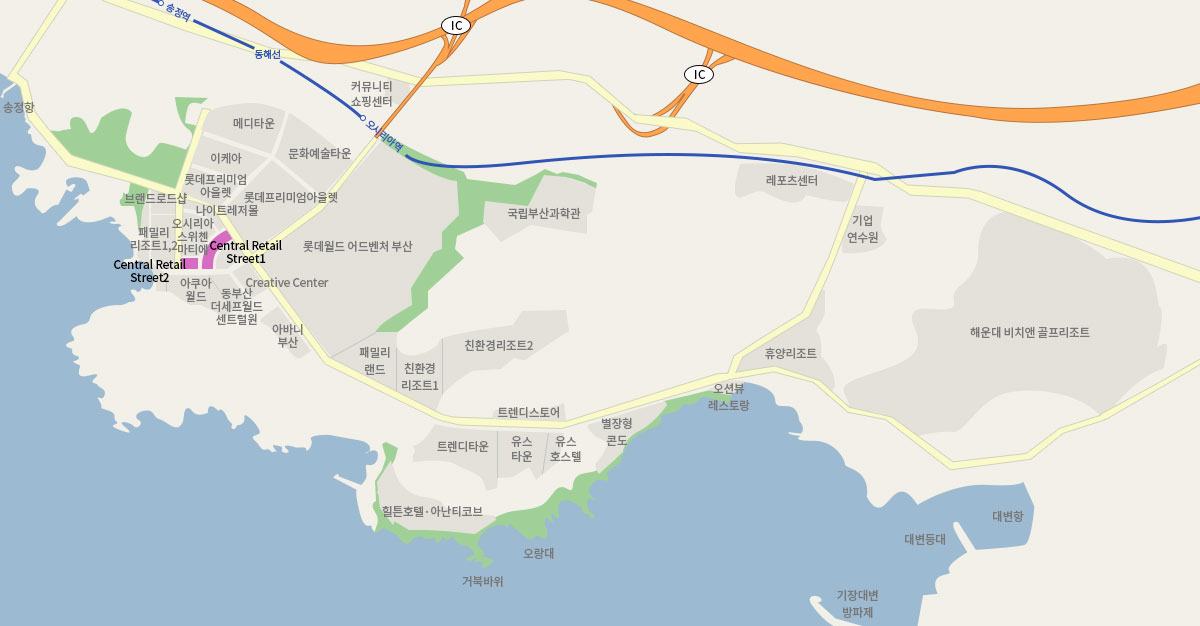 송정역
IC
동해선
IC
커뮤니티
쇼핑센터
송정항
오시리아역
메디타운
문화예술타운
이케아
롯데프리미엄
아울렛
롯데프리미엄아울렛
브랜드로드샵
나이트레저몰
레포츠센터
국립부산과학관
기업
연수원
오시리아
스위첸
마티에
패밀리
리조트1,2
Central Retail
Street1
롯데월드 어드벤처 부산
Central Retail
Street2
아쿠아
월드
Creative Center
동부산
더세프월드
센트럴원
아바니
부산
해운대 비치앤 골프리조트
패밀리
랜드
친환경
리조트1
친환경리조트2
휴양리조트
오션뷰
레스토랑
트렌디스토어
별장형
콘도
트렌디타운
유스
타운
유스
호스텔
힐튼호텔·아난티코브
오랑대
거북바위
대변항
대변등대
기장대변
방파제